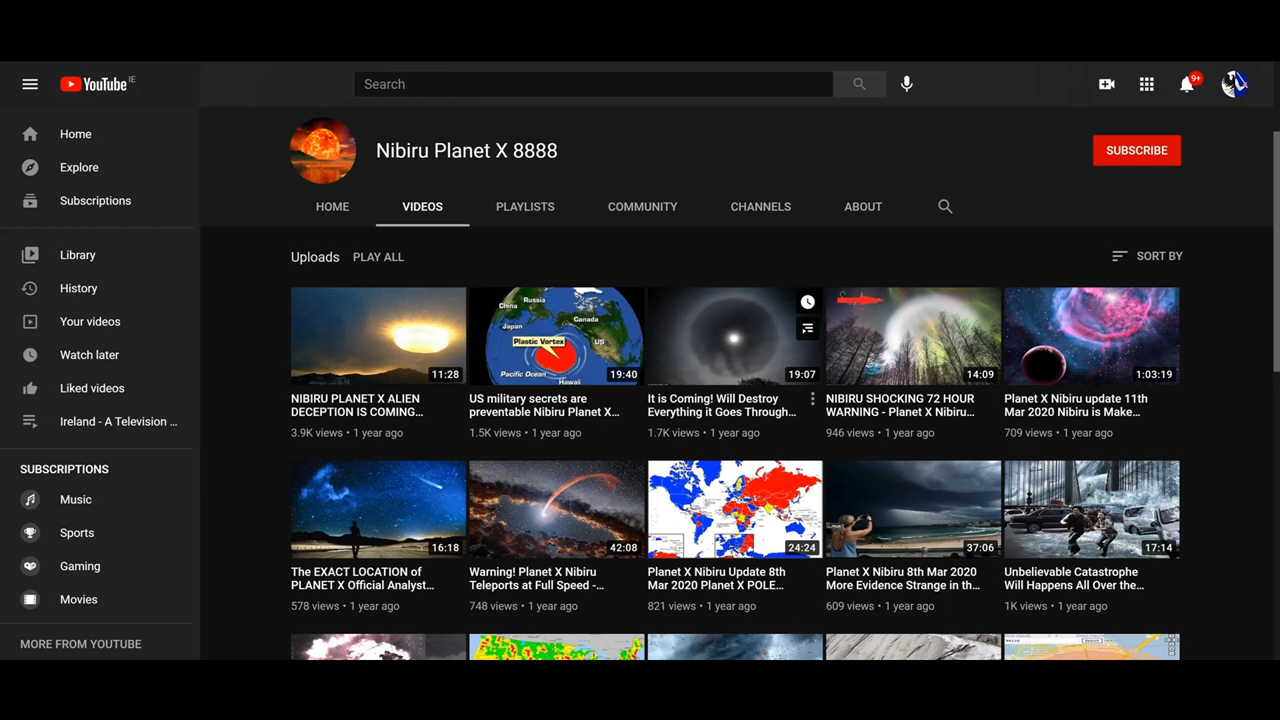 YouTube IE
Search
9+
Home
Explore
Subscriptions
Library
History
Your videos
Watch later
Liked videos
Ireland - A Television ...
SUBSCRIPTIONS
Music
Sports
Gaming
Movies
MORE FROM YOUTUBE
Nibiru Planet X 8888
SUBSCRIBE
HOME VIDEOS PLAYLISTS COMMUNITY CHANNELS ABOUT
Uploads PLAY ALL
SORT BY
11:28
NIBIRU PLANET X ALIEN
DECEPTION IS COMING...
3.9K views • 1 year ago
China
Russia
Japan
Canada
Plastic Vortex
US
Pacific Ocean
Hawaii
19:40
US military secrets are
preventable Nibiru Planet X...
1.5K views • 1 year ago
19:07
It is Coming! Will Destroy
Everything it Goes Through...
1.7K views • 1 year ago
14:09
NIBIRU SHOCKING 72 HOUR
WARNING - Planet X Nibiru...
946 views • 1 year ago
1:03:19
Planet X Nibiru update 11th
Mar 2020 Nibiru is Make...
709 views • 1 year ago
16:18
The EXACT LOCATION of
PLANET X Official Analyst...
578 views • 1 year ago
42:08
Warning! Planet X Nibiru
Teleports at Full Speed -...
748 views • 1 year ago
24:24
Planet X Nibiru Update 8th
Mar 2020 Planet X POLE...
821 views • 1 year ago
37:06
Planet X Nibiru 8th Mar 2020
More Evidence Strange in th...
609 views • 1 year ago
17:14
Unbelievable Catastrophe
Will Happens All Over the...
1K views • 1 year ago